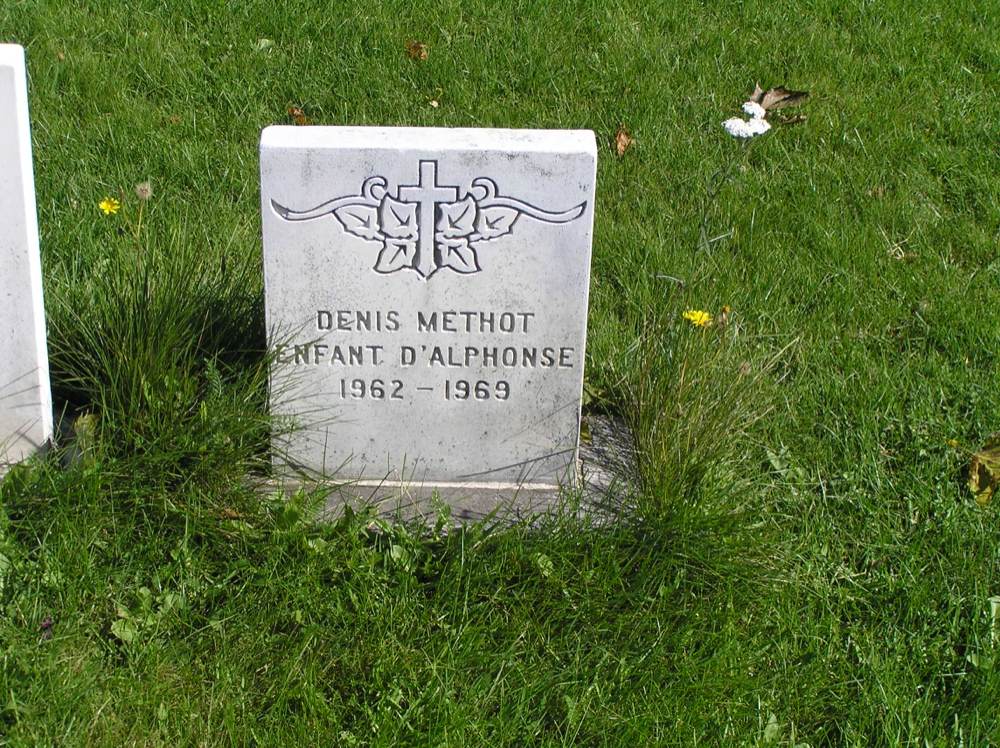 DENIS METHOT
ENFANT D'ALPHONSE
1962 - 1969